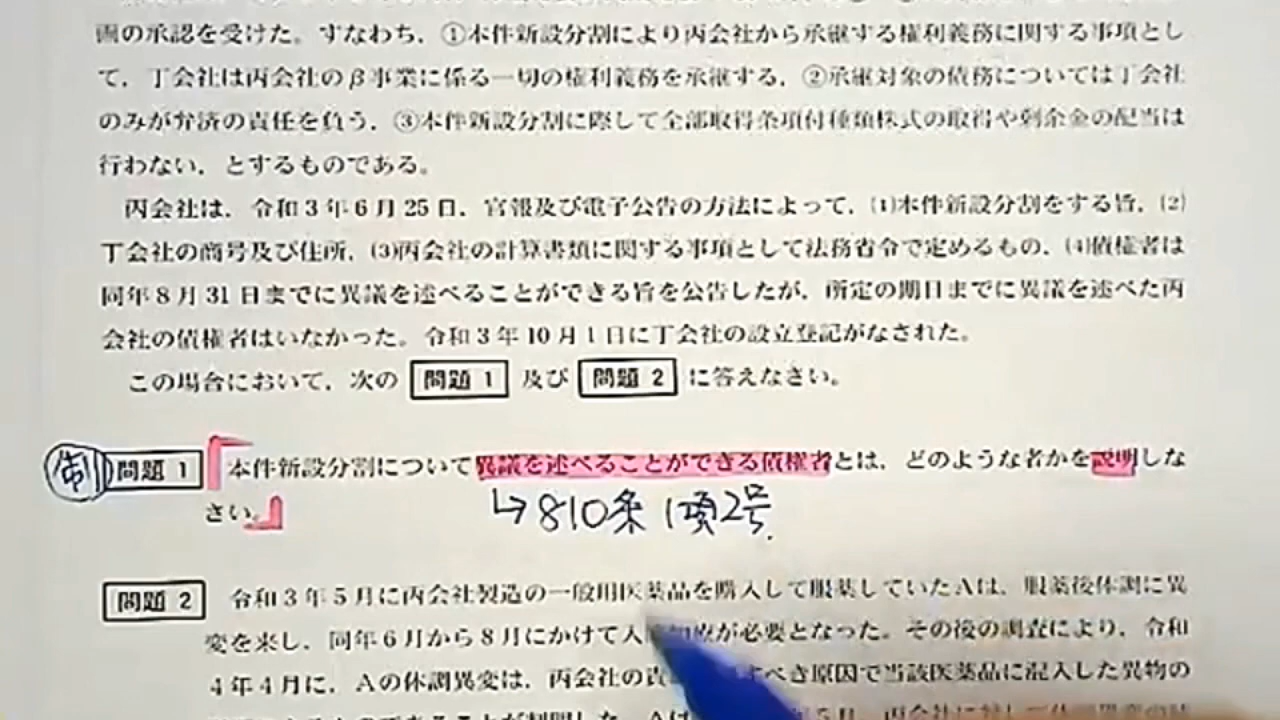 画の承認を受けた。すなわち，①本件新設分割により丙会社から承継する権利義務に関する事項とし
て，丁会社は丙会社のβ事業に係る一切の権利義務を承継する，②承継対象の債務については丁会社
のみが弁済の責任を負う，③本件新設分割に際して全部取得条項付種類株式の取得や剰余金の配当は
行わない，とするものである。
丙会社は，令和3年6月25日，官報及び電子公告の方法によって，(1)本件新設分割をする旨，(2)
丁会社の商号及び住所，(3)丙会社の計算書類に関する事項として法務省令で定めるもの，(4)債権者は
同年8月31日までに異議を述べることができる旨を公告したが，所定の期日までに異議を述べた丙
会社の債権者はいなかった。令和3年10月1日に丁会社の設立登記がなされた。
この場合において，次の 問題1 及び 問題2 に答えなさい。
問題1 本件新設分割について異議を述べることができる債権者とは，どのような者かを説明しな
さい。
↳810条1項2号.
問題2 令和3年5月に丙会社製造の一般用医薬品を購入して服薬していたAは，服薬後体調に異
変を来し，同年6月から8月にかけて入 が必要となった。その後の調査により，令和
4年4月に，Aの体調異変は，丙会社の責 すべき原因で当該医薬品に混入した異物の